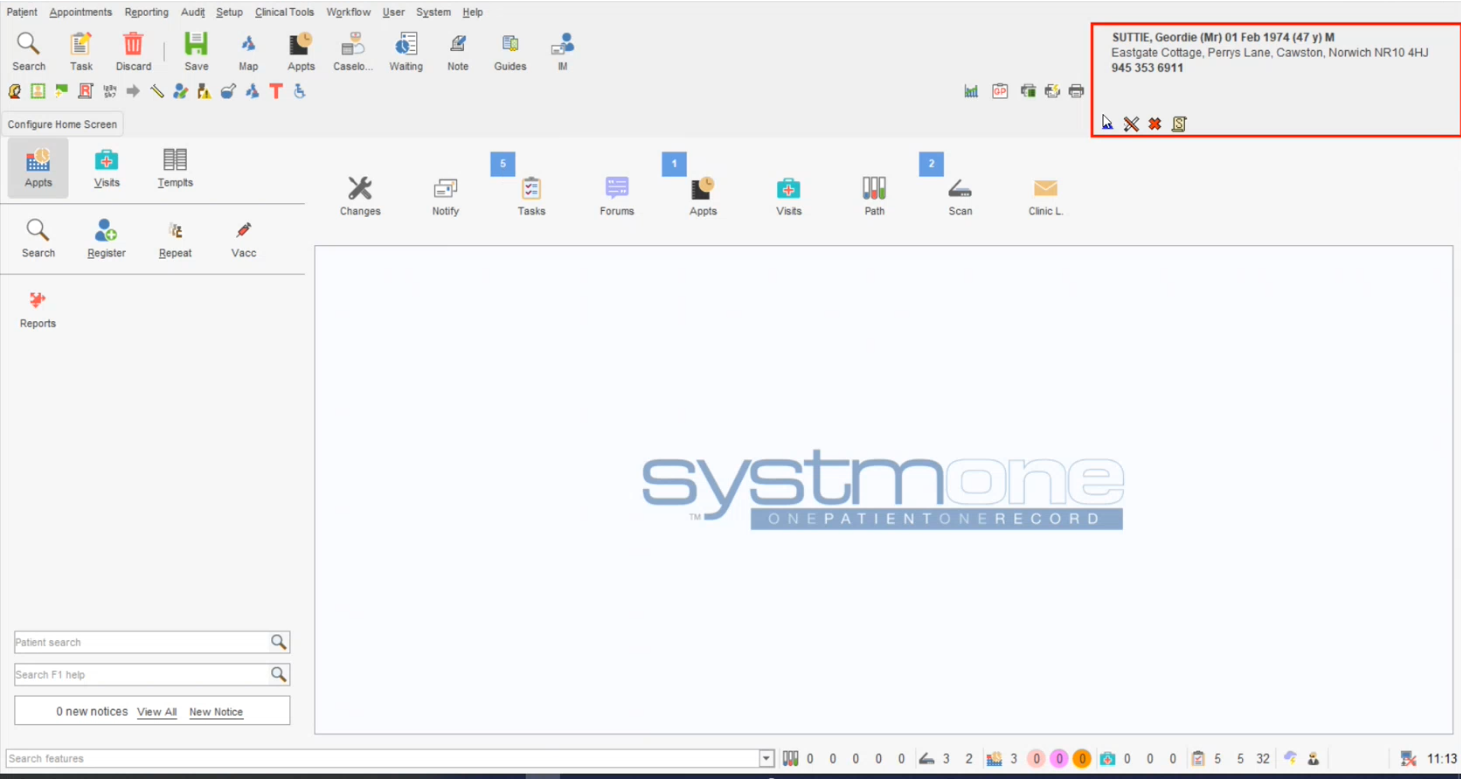 Patient Appointments Reporting Audit Setup Clinical Tools Workflow User System Help
Search Task Discard Save Map Appts Caselo... Waiting Note Guides IM
SUTTIE, Geordie (Mr) 01 Feb 1974 (47 y) M
Eastgate Cottage, Perrys Lane, Cawston, Norwich NR10 4HJ
945 353 6911
GP
Configure Home Screen
Appts Visits Templts
5 1 2
Changes Notify Tasks Forums Appts Visits Path Scan Clinic L.
Search Register Repeat Vacc
Reports
systmone
TM
ONEPATIENTONERECORD
Patient search
Search F1 help
0 new notices View All New Notice
Search features 0 0 0 0 0 3 2 3 0 0 0 0 0 0 5 5 32 11:13